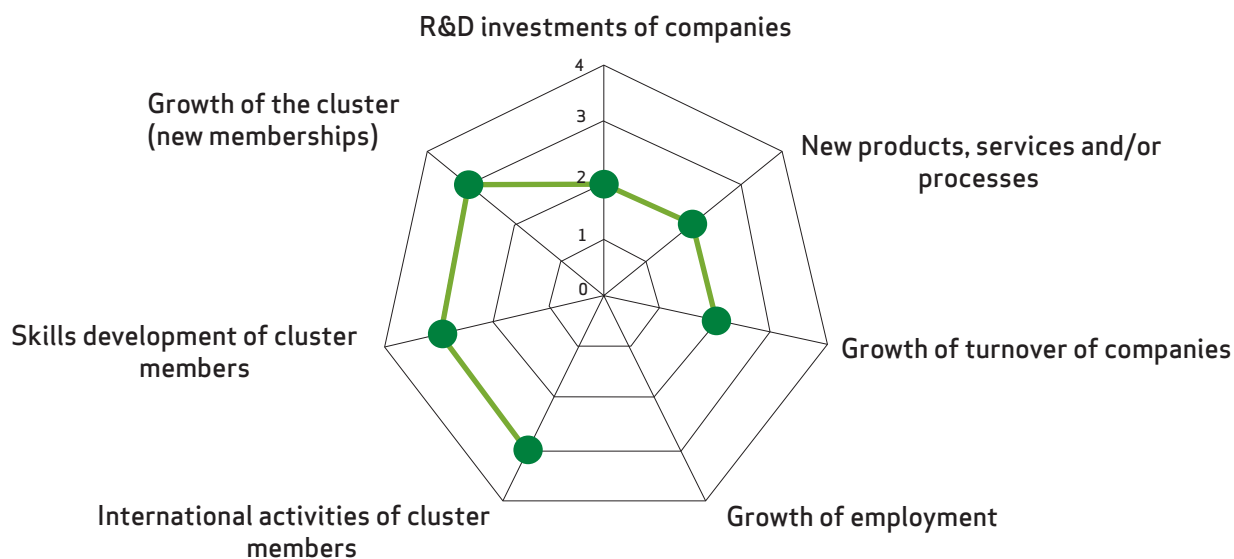 R&D investments of companies
4
Growth of the cluster
(new memberships)
3
New products, services and/or
processes
2
1
0
Skills development of cluster
members
Growth of turnover of companies
International activities of cluster
members
Growth of employment